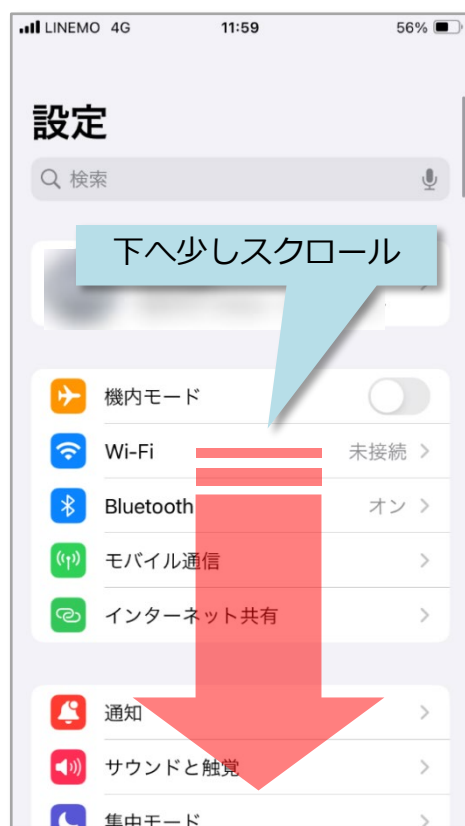 LINEMO 4G 11:59 56%
設定
検索
下へ少しスクロール
機内モード
Wi-Fi 未接続
Bluetooth オン
モバイル通信
インターネット共有
通知
サウンドと触覚
集中モード